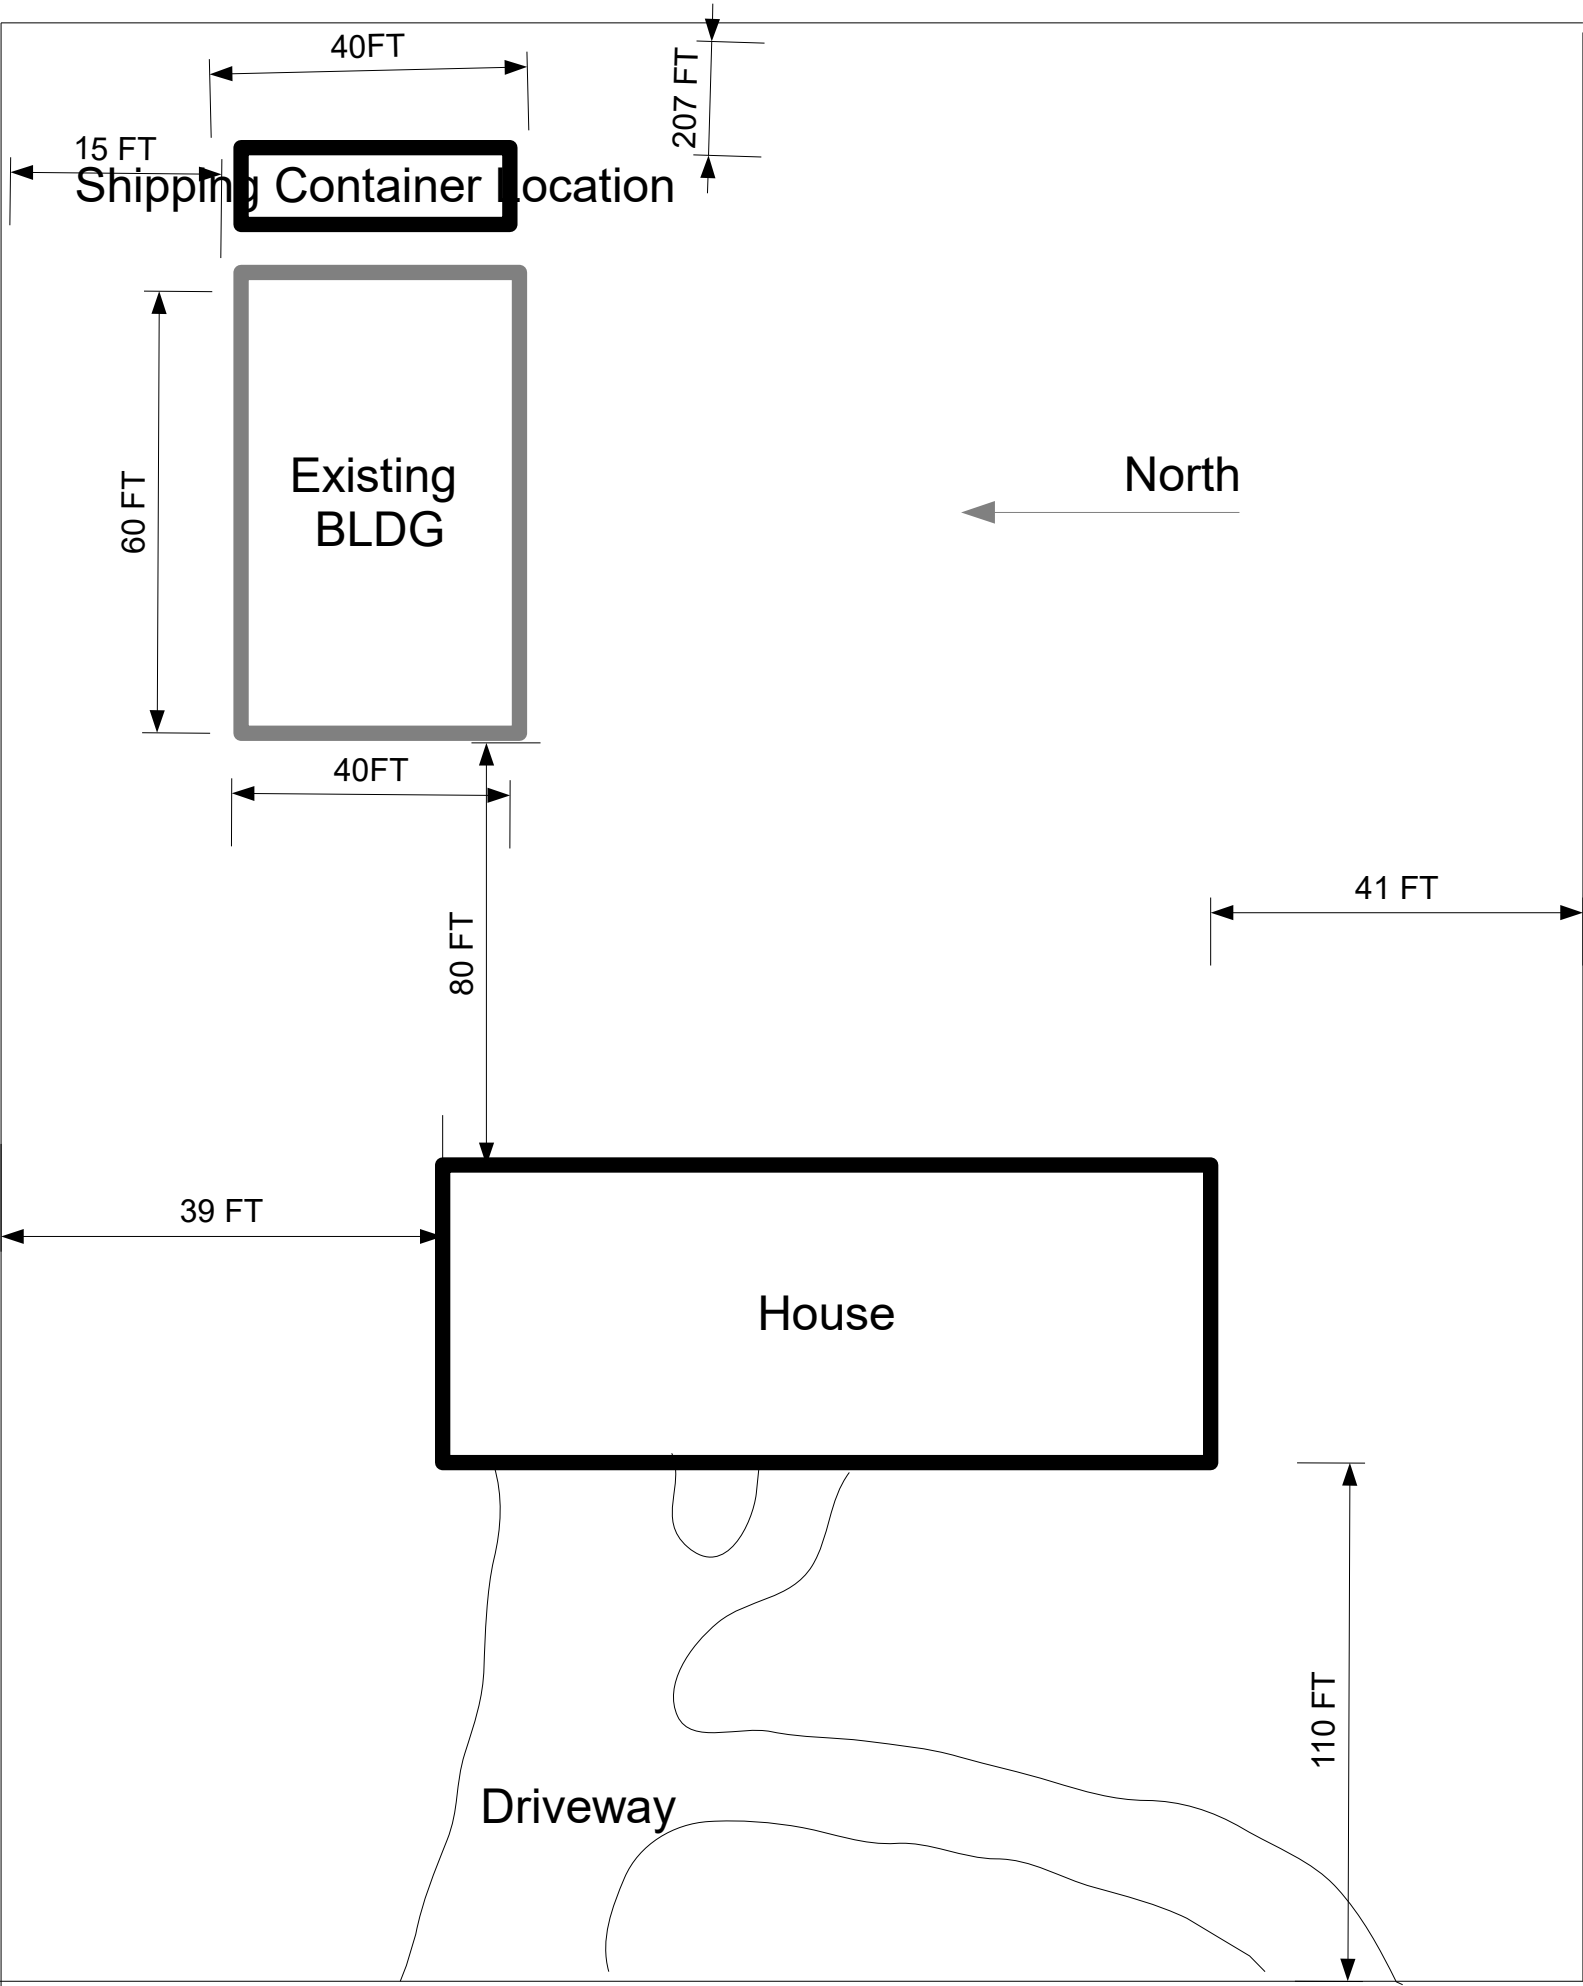 40FT
207 FT
15 FT
Shipping Container Location
Existing
BLDG
60 FT
North
40FT
41 FT
80 FT
39 FT
House
110 FT
Driveway